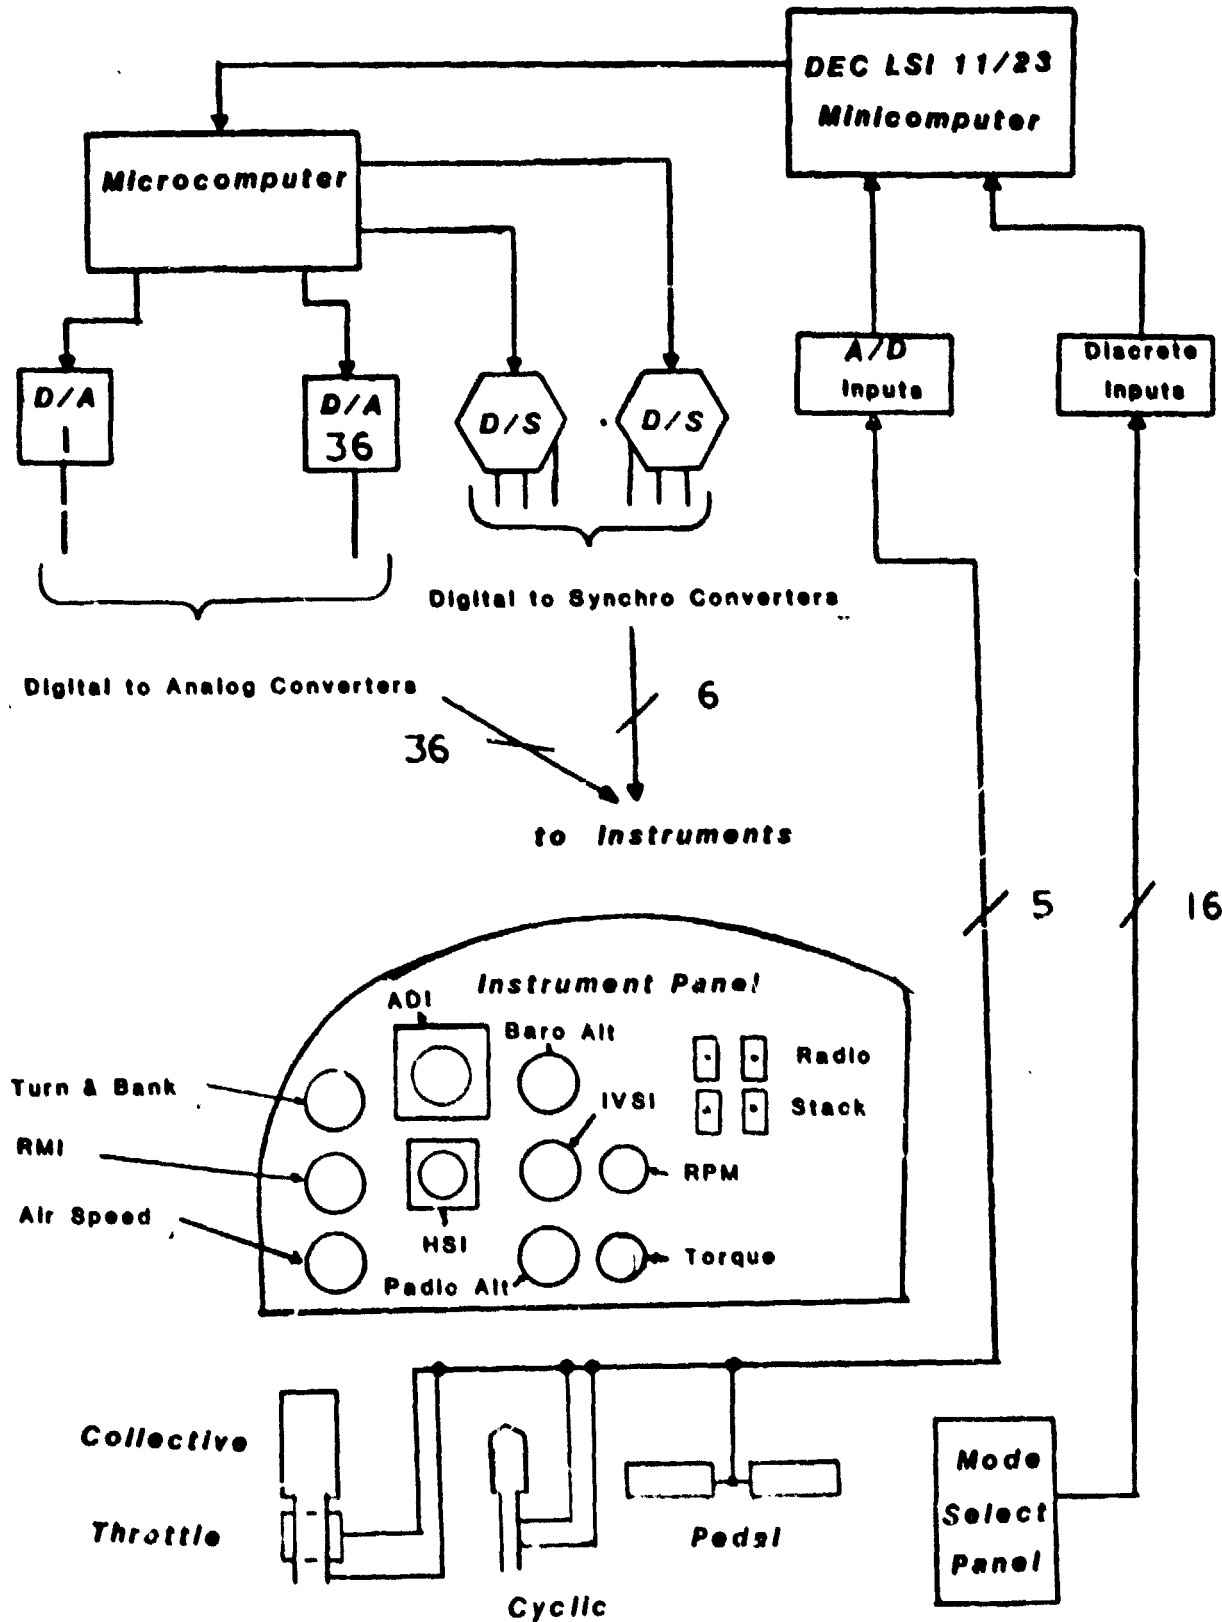 DEC LSI 11/23
Minicomputer
Microcomputer
A/D
Inputs
Discrete
Inputs
D/A
1
D/A
36
D/S
D/S
Digital to Synchro Converters
Digital to Analog Converters
6
36
to Instruments
5
16
Instrument Panel
ADI
Baro Alt
Radio
Stack
Turn & Bank
IVSI
RMI
RPM
Air Speed
HSI
Padio Alt
Torque
Collective
Throttle
Cyclic
Pedal
Mode
Select
Panel